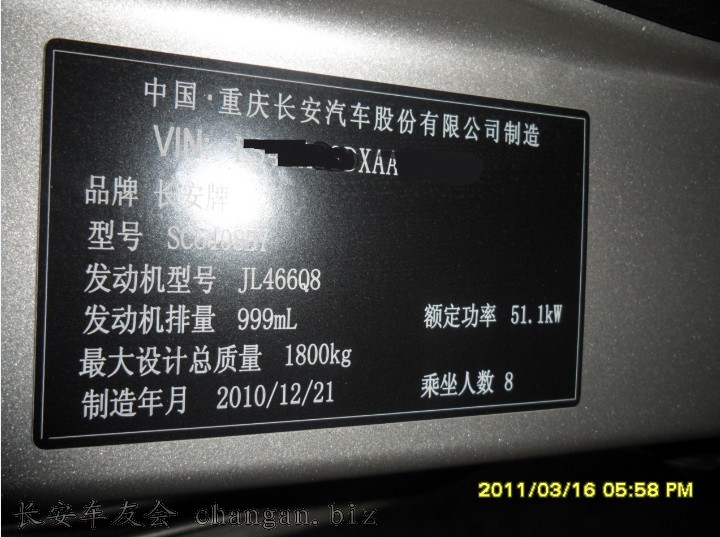 中国·重庆长安汽车股份有限公司制造
VIN: DXAA
品牌 长安牌
型号
发动机型号 JL466Q8
发动机排量 999mL 额定功率 51.1kW
最大设计总质量 1800kg
制造年月 2010/12/21 乘坐人数 8
2011/03/16 05:58 PM
长安车友会 changan.biz